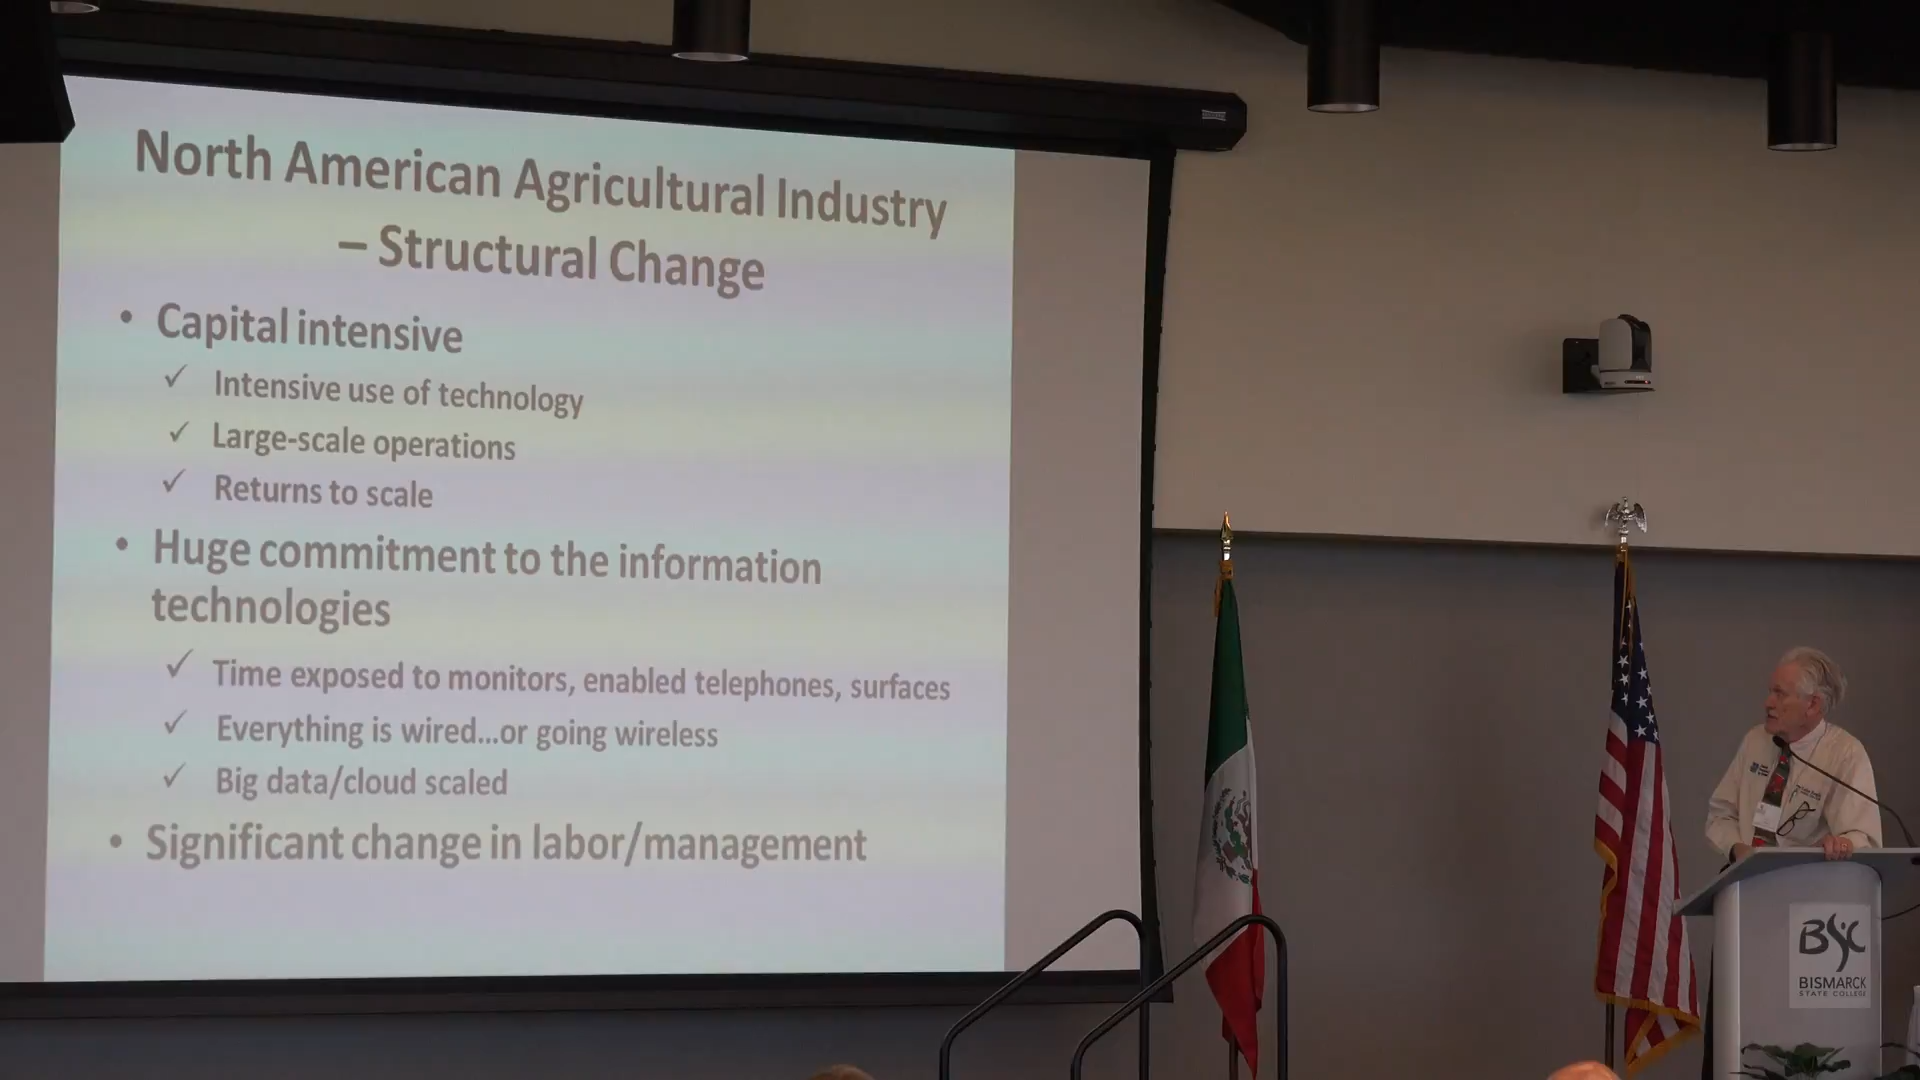 North American Agricultural Industry
– Structural Change
• Capital intensive
✓ Intensive use of technology
✓ Large-scale operations
✓ Returns to scale
• Huge commitment to the information
technologies
✓ Time exposed to monitors, enabled telephones, surfaces
✓ Everything is wired...or going wireless
✓ Big data/cloud scaled
• Significant change in labor/management
BSC
BISMARCK
STATE COLLEGE